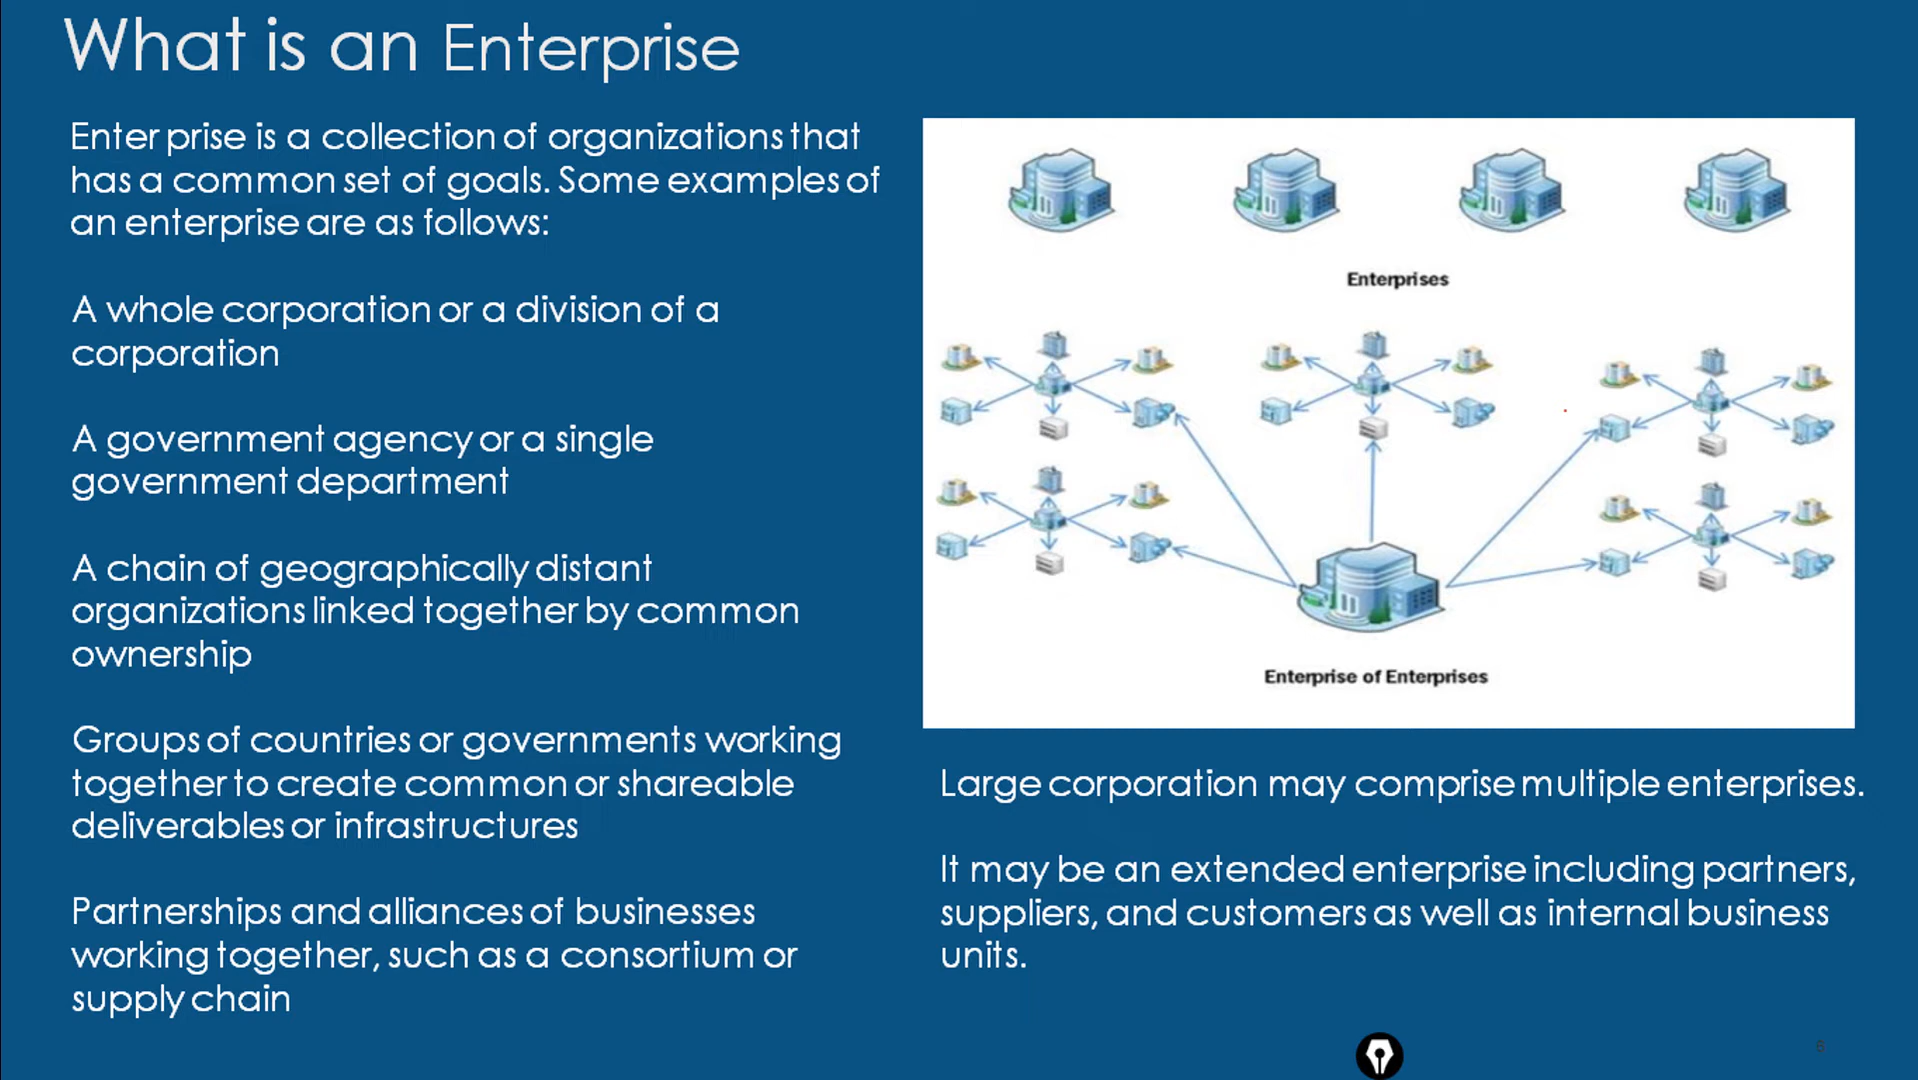 What is an Enterprise
Enterprise is a collection of organizations that
has a common set of goals. Some examples of
an enterprise are as follows:
A whole corporation or a division of a
corporation
A government agency or a single
government department
A chain of geographically distant
organizations linked together by common
ownership
Groups of countries or governments working
together to create common or shareable
deliverables or infrastructures
Partnerships and alliances of businesses
working together, such as a consortium or
supply chain
Enterprises
Enterprise of Enterprises
Large corporation may comprise multiple enterprises.
It may be an extended enterprise including partners,
suppliers, and customers as well as internal business
units.